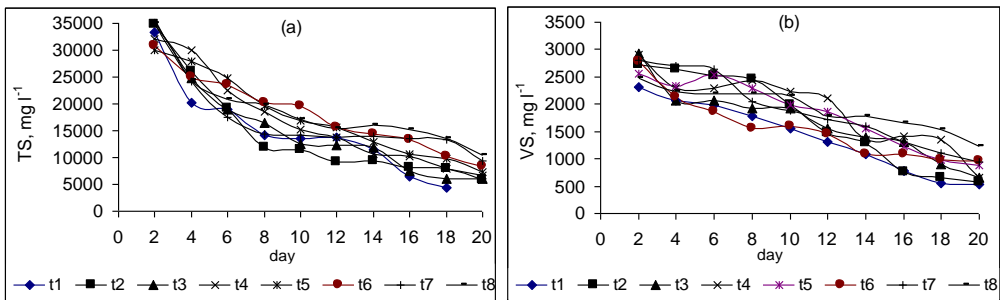 (a)
TS, mg l-1
35000
30000
25000
20000
15000
10000
5000
0
0 2 4 6 8 10 12 14 16 18 20
day
t1 t2 t3 t4 t5 t6 t7 t8
(b)
VS, mg l-1
3500
3000
2500
2000
1500
1000
500
0
0 2 4 6 8 10 12 14 16 18 20
day
t1 t2 t3 t4 t5 t6 t7 t8